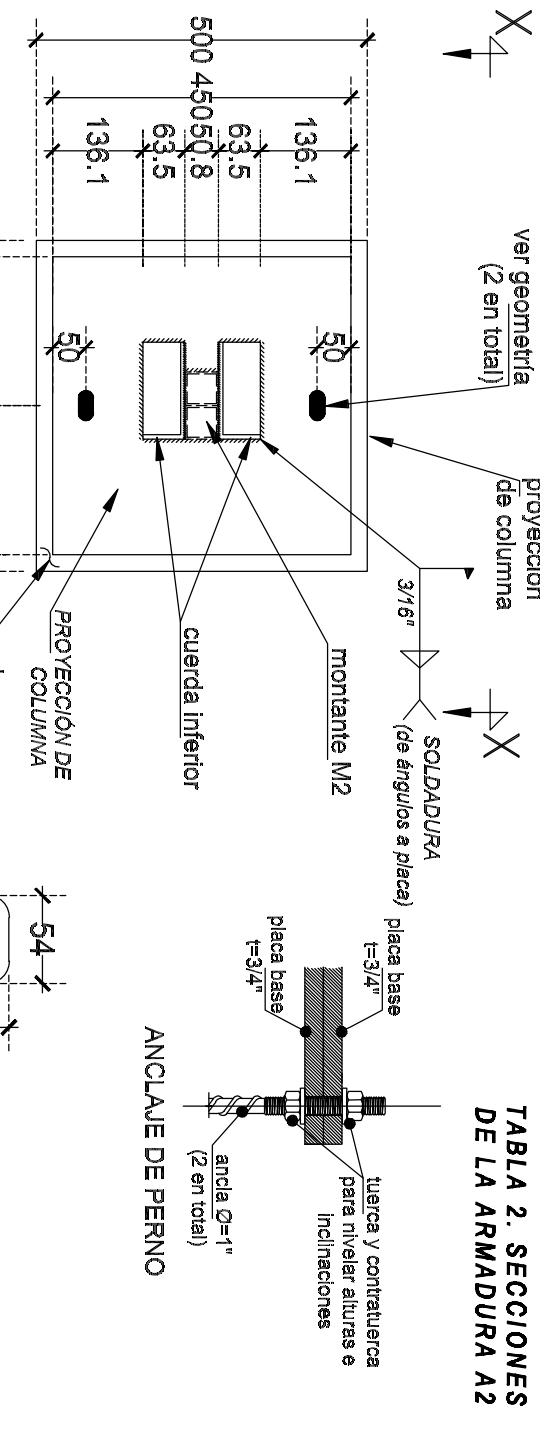 X
X
ver geometría
(2 en total)
proyección
de columna
3/16"
SOLDADURA
(de ángulos a placa)
500
450
136.1
63.5
50.8
63.5
136.1
50
50
montante M2
cuerda inferior
PROYECCIÓN DE
COLUMNA
54
TABLA 2. SECCIONES
DE LA ARMADURA A2
placa base
t=3/4"
placa base
t=3/4"
tuerca y contratuerca
para nivelar alturas e
inclinaciones
ancla Ø=1"
(2 en total)
ANCLAJE DE PERNO